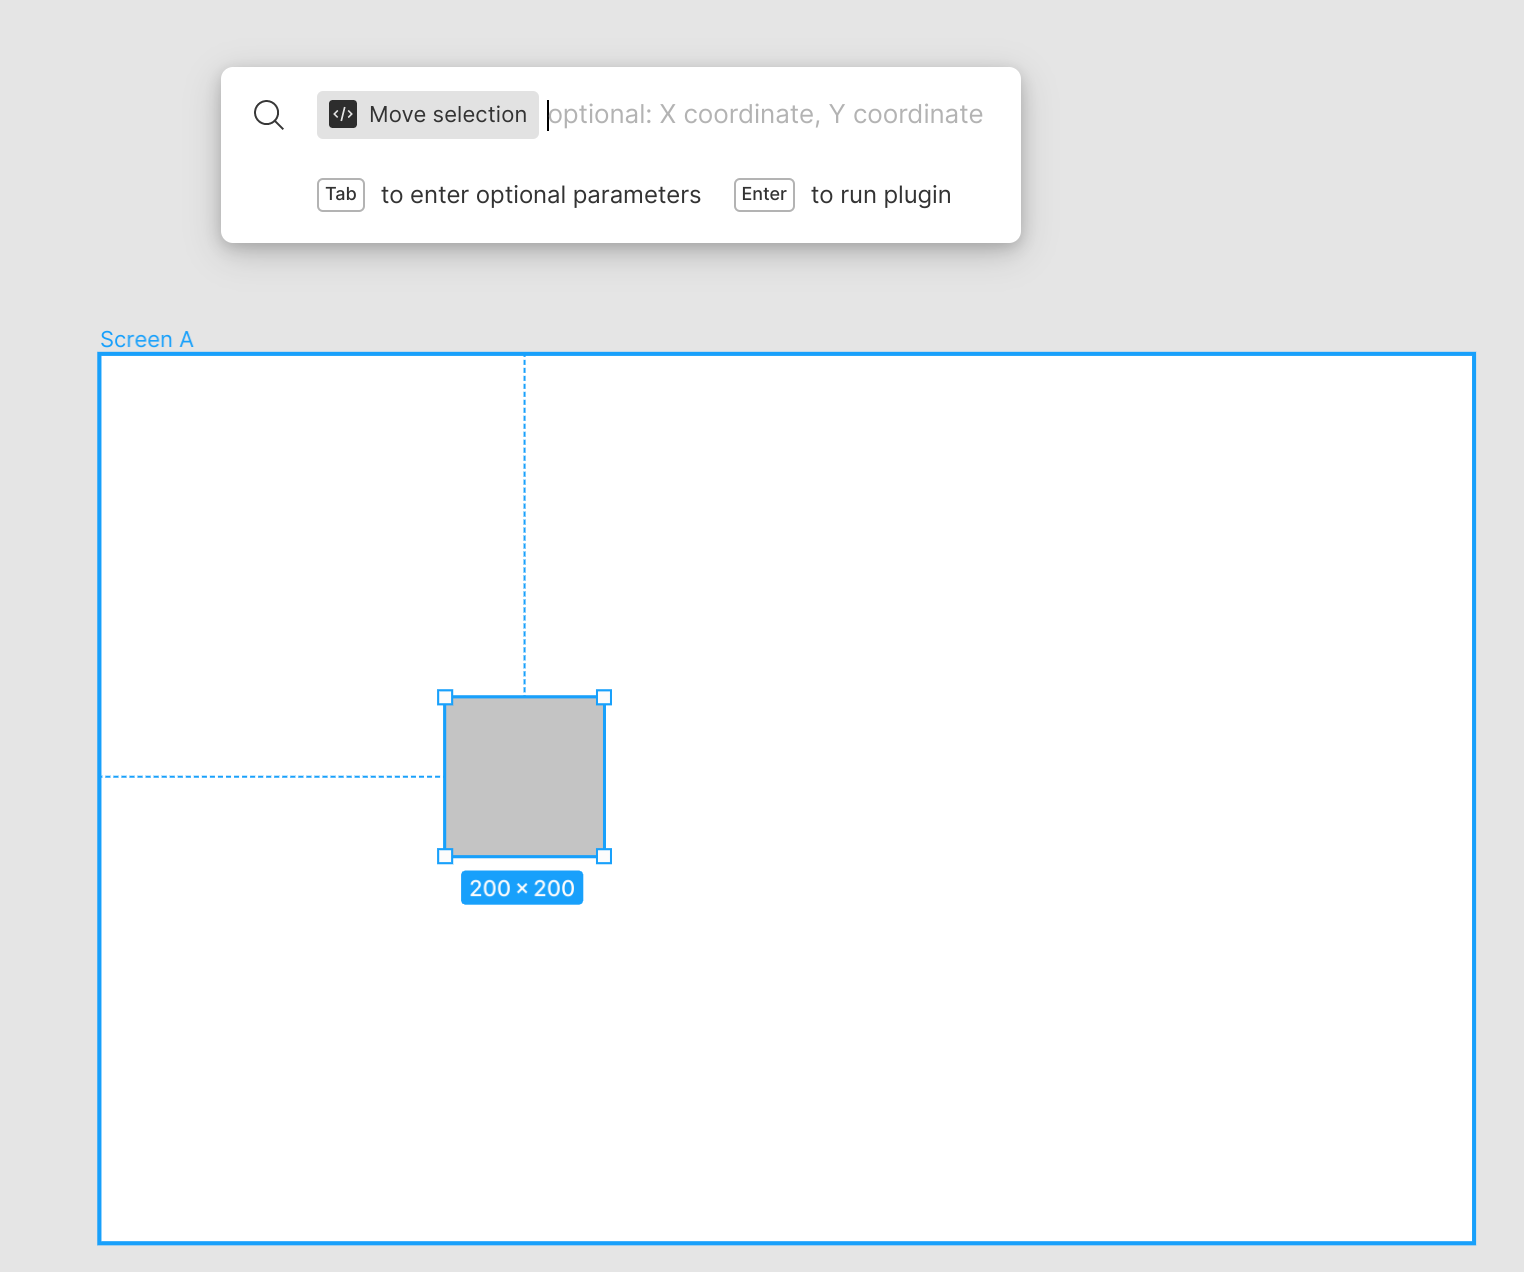 Move selection optional: X coordinate, Y coordinate
Tab to enter optional parameters Enter to run plugin
Screen A
200 × 200